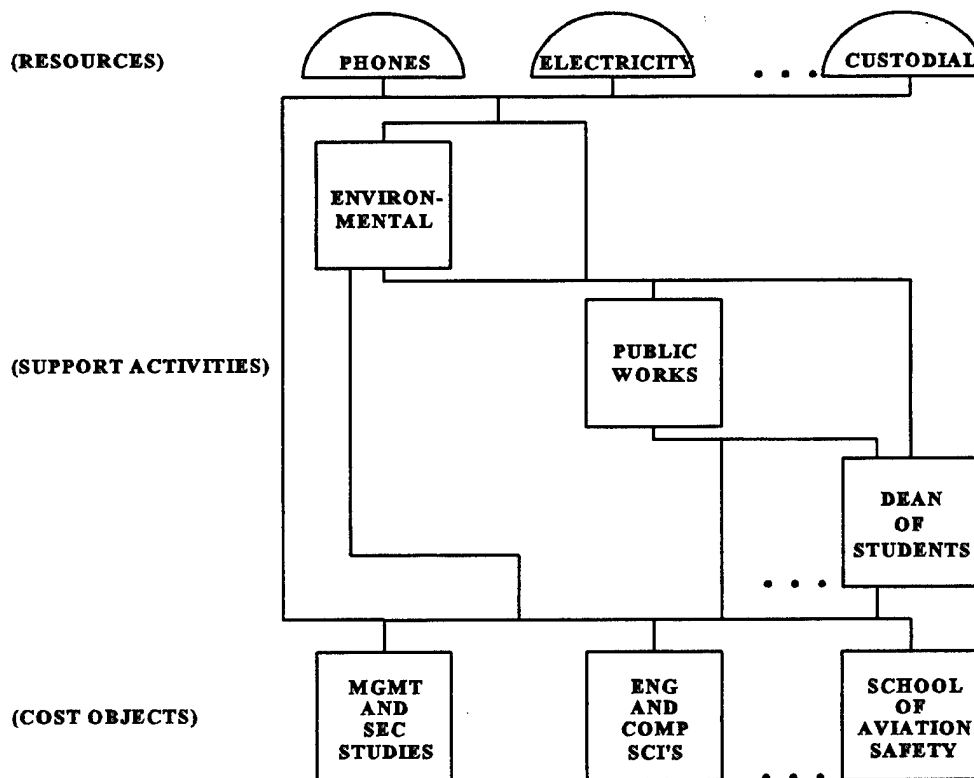 (RESOURCES)
PHONES
ELECTRICITY
• • •
CUSTODIAL
ENVIRON-
MENTAL
(SUPPORT ACTIVITIES)
PUBLIC
WORKS
DEAN
OF
STUDENTS
• • •
(COST OBJECTS)
MGMT
AND
SEC
STUDIES
ENG
AND
COMP
SCI'S
• • •
SCHOOL
OF
AVIATION
SAFETY